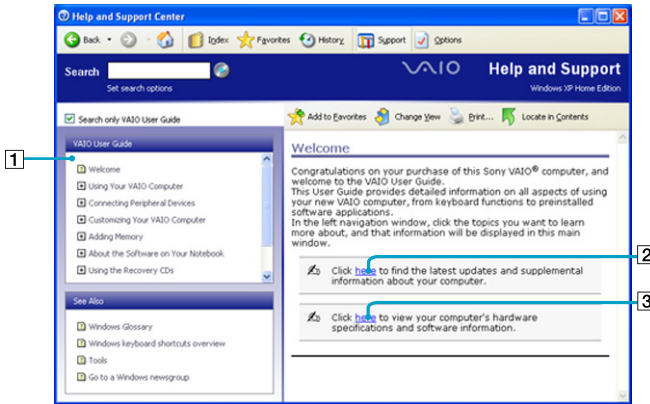 Help and Support Center
Back Index Favorites History Support Options
Search
Set search options
VAIO Help and Support
Windows XP Home Edition
Search only VAIO User Guide
Add to Favorites Change View Print... Locate in Contents
VAIO User Guide
Welcome
Using Your VAIO Computer
Connecting Peripheral Devices
Customizing Your VAIO Computer
Adding Memory
About the Software on Your Notebook
Using the Recovery CDs
See Also
Windows Glossary
Windows keyboard shortcuts overview
Tools
Go to a Windows newsgroup
Welcome
Congratulations on your purchase of this Sony VAIO® computer, and
welcome to the VAIO User Guide.
This User Guide provides detailed information on all aspects of using
your new VAIO computer, from keyboard functions to preinstalled
software applications.
In the left navigation window, click the topics you want to learn
more about, and that information will be displayed in this main
window.
Click here to find the latest updates and supplemental
information about your computer.
Click here to view your computer's hardware
specifications and software information.
1
2
3